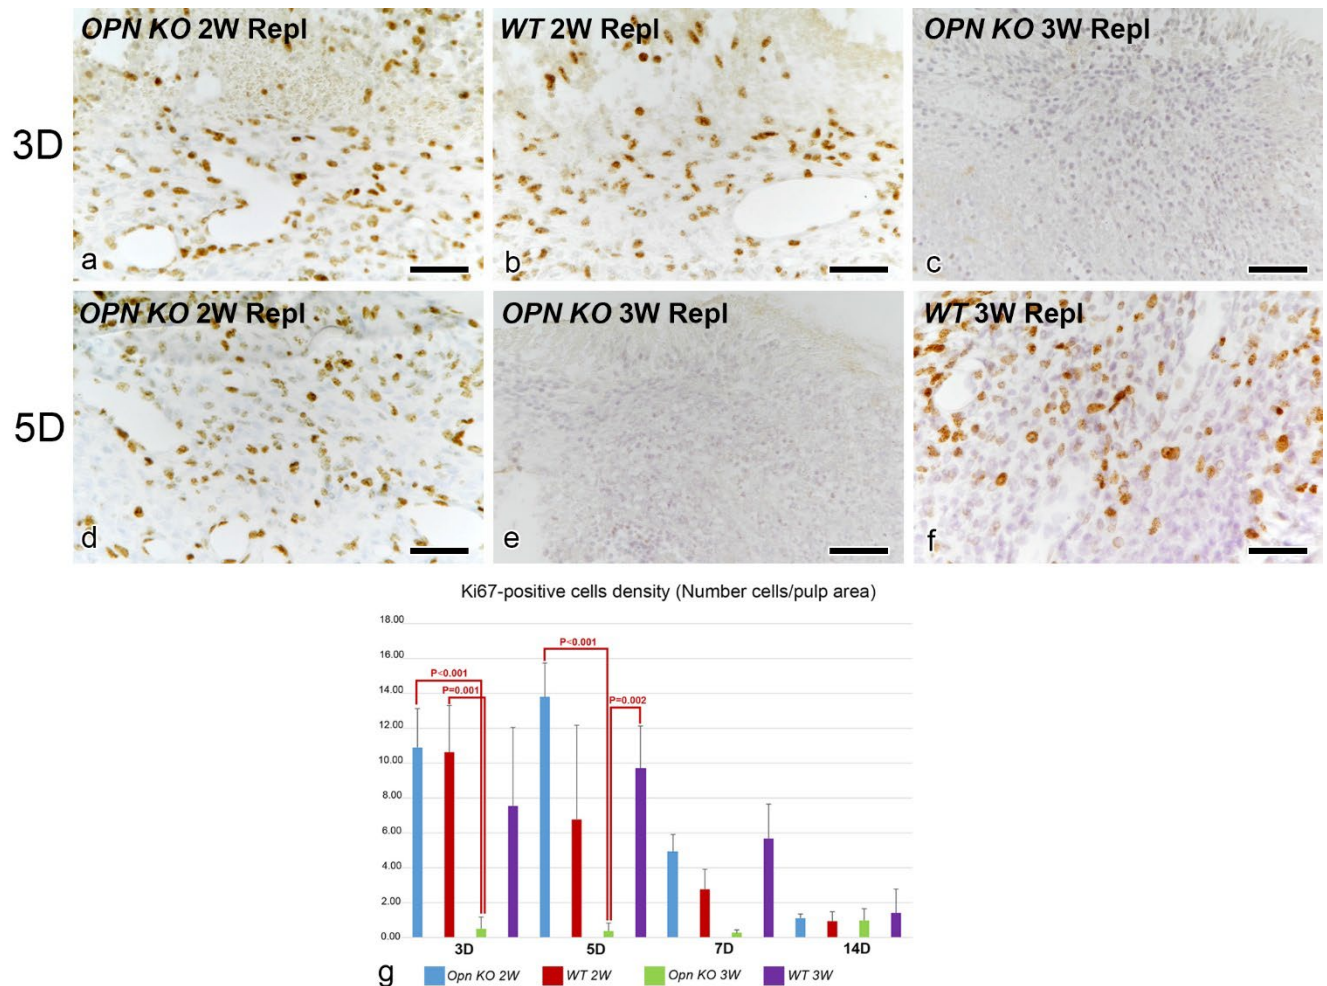 OPN KO 2W Repl
WT 2W Repl
OPN KO 3W Repl
3D
a
b
c
OPN KO 2W Repl
OPN KO 3W Repl
WT 3W Repl
5D
d
e
f
Ki67-positive cells density (Number cells/pulp area)
18.00
16.00
14.00
12.00
10.00
8.00
6.00
4.00
2.00
0.00
P<0.001
P=0.001
P<0.001
P=0.002
3D
5D
7D
14D
g
Opn KO 2W
WT 2W
Opn KO 3W
WT 3W